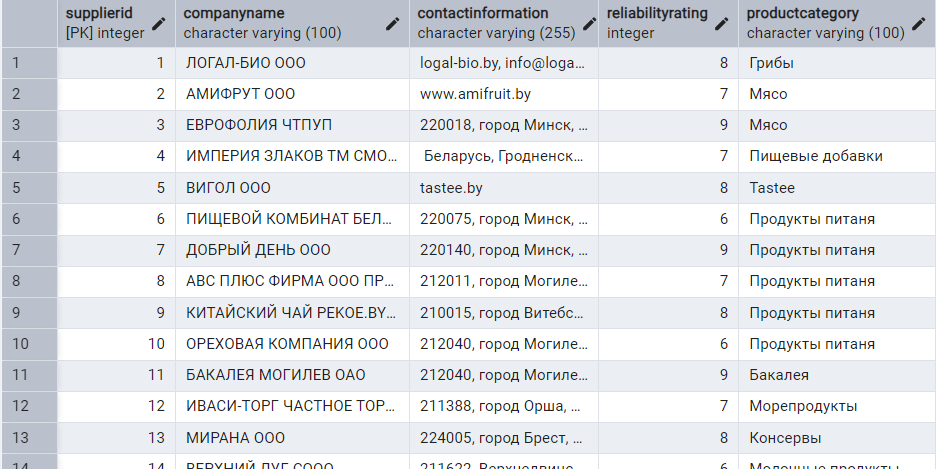 supplierid companyname contactinformation reliabilityrating productcategory
[PK] integer character varying (100) character varying (255) integer character varying (100)
1 1 ЛОГАЛ-БИО ООО logal-bio.by, info@loga... 8 Грибы
2 2 АМИФРУТ ООО www.amifruit.by 7 Мясо
3 3 ЕВРОФОЛИЯ ЧТПУП 220018, город Минск, ... 9 Мясо
4 4 ИМПЕРИЯ ЗЛАКОВ ТМ СМО... Беларусь, Гродненск... 7 Пищевые добавки
5 5 ВИГОЛ ООО tastee.by 8 Tastee
6 6 ПИЩЕВОЙ КОМБИНАТ БЕЛ... 220075, город Минск, ... 6 Продукты питаня
7 7 ДОБРЫЙ ДЕНЬ ООО 220140, город Минск, ... 9 Продукты питаня
8 8 АВС ПЛЮС ФИРМА ООО ПР... 212011, город Могиле... 7 Продукты питаня
9 9 КИТАЙСКИЙ ЧАЙ PEKOE.BY... 210015, город Витебс... 8 Продукты питаня
10 10 ОРЕХОВАЯ КОМПАНИЯ ООО 212040, город Могиле... 6 Продукты питаня
11 11 БАКАЛЕЯ МОГИЛЕВ ОАО 212040, город Могиле... 9 Бакалея
12 12 ИВАСИ-ТОРГ ЧАСТНОЕ ТОР... 211388, город Орша, ... 7 Морепродукты
13 13 МИРАНА ООО 224005, город Брест, ... 8 Консервы
14 14 ВЕРХНИЙ ЛУГ СООО 211622, Верхнедвинс... 6 Молочные продукты